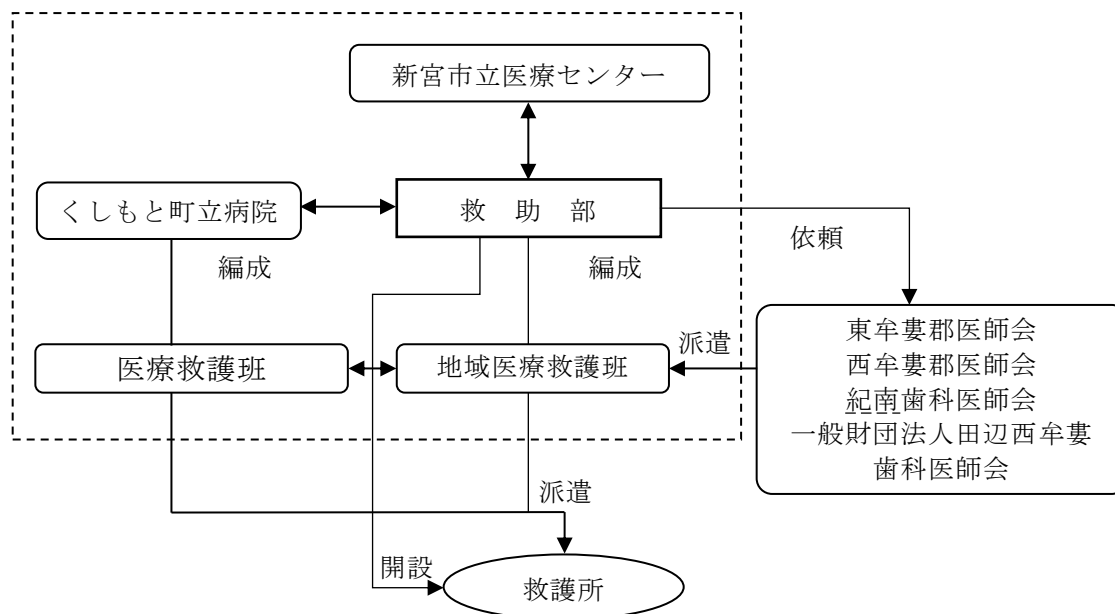 新宮市立医療センター
くしもと町立病院
救助部
依頼
編成
編成
東牟婁郡医師会
西牟婁郡医師会
紀南歯科医師会
一般財団法人田辺西牟婁
歯科医師会
医療救護班
地域医療救護班
派遣
派遣
開設
救護所